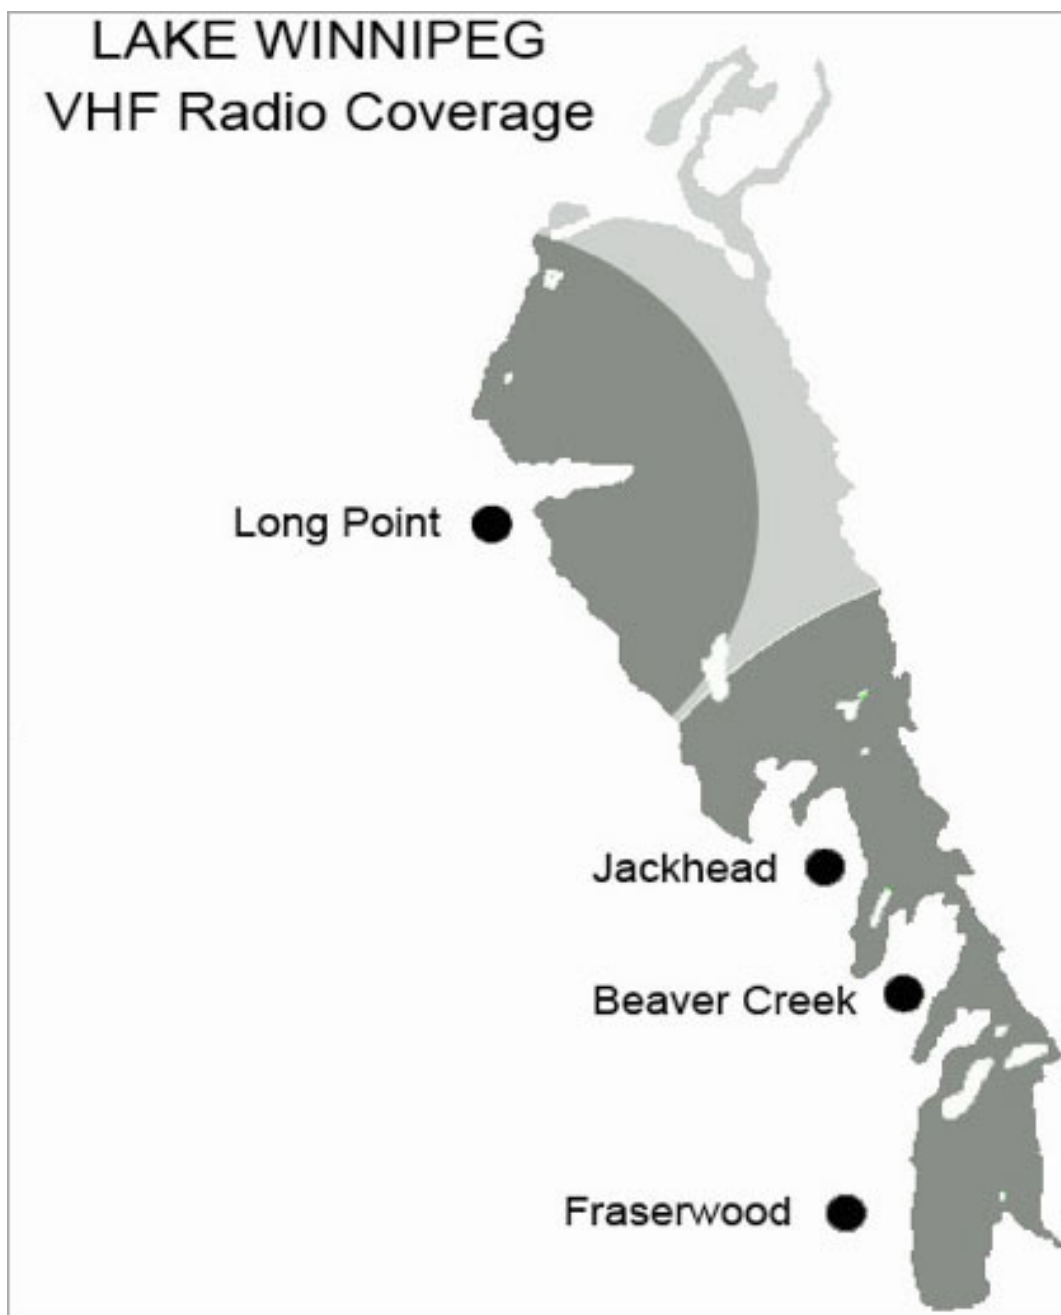 LAKE WINNIPEG
VHF Radio Coverage
Long Point
Jackhead
Beaver Creek
Fraserwood